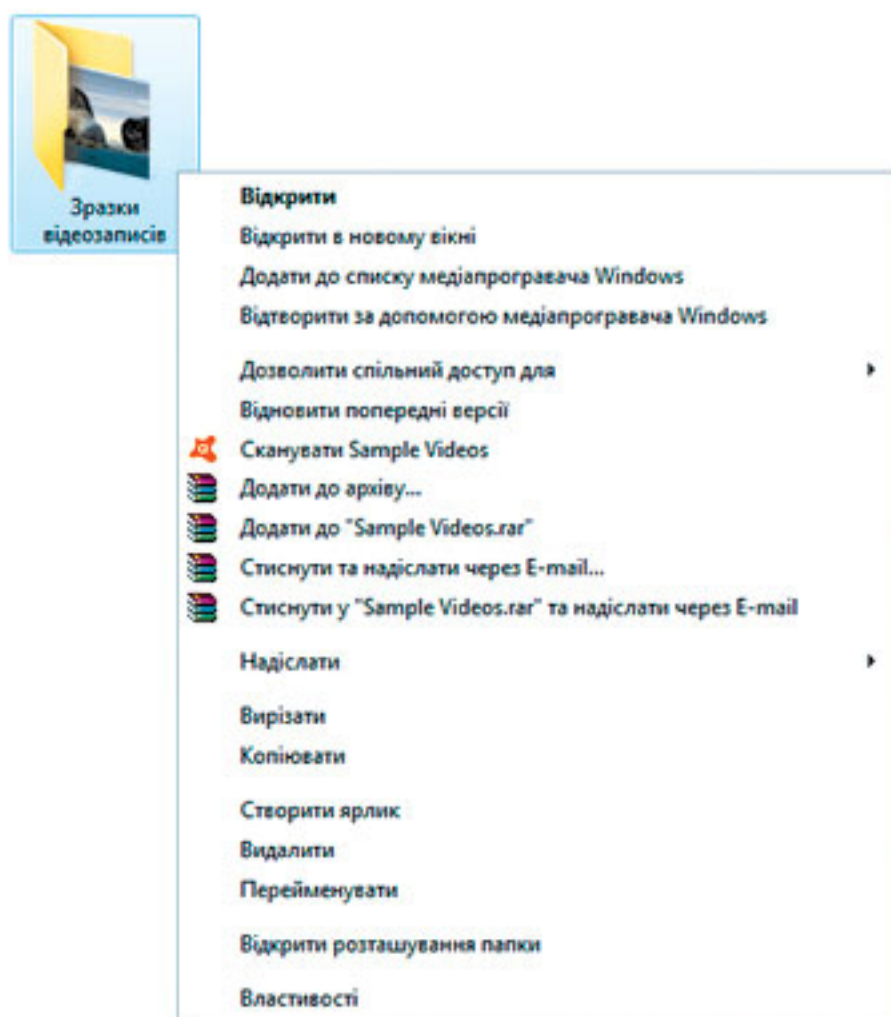 Зразки
відеозаписів
Відкрити
Відкрити в новому вікні
Додати до списку медіапрогравача Windows
Відтворити за допомогою медіапрогравача Windows
Дозволити спільний доступ для
Відновити попередні версії
Сканувати Sample Videos
Додати до архіву...
Додати до "Sample Videos.rar"
Стиснути та надіслати через E-mail...
Стиснути у "Sample Videos.rar" та надіслати через E-mail
Надіслати
Вирізати
Копіювати
Створити ярлик
Видалити
Перейменувати
Відкрити розташування папки
Властивості